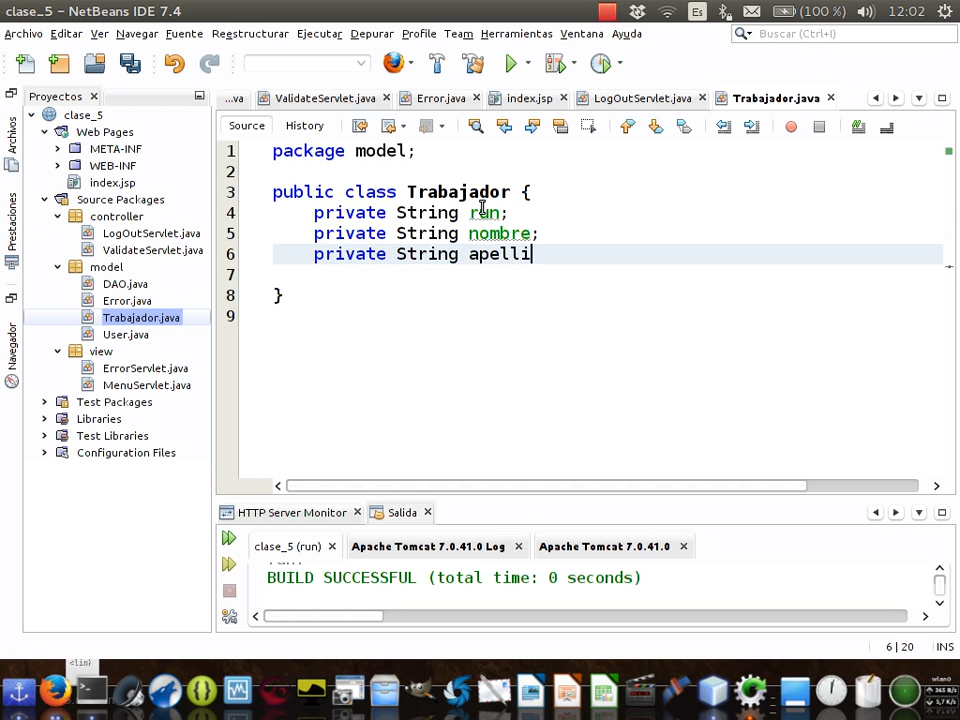 clase_5 – NetBeans IDE 7.4
Es
(100 %)
12:02
Archivo Editar Ver Navegar Fuente Reestructurar Ejecutar Depurar Profile Team Herramientas Ventana Ayuda
Buscar (Ctrl+I)
Proyectos
...va
ValidateServlet.java
Error.java
index.jsp
LogOutServlet.java
Trabajador.java
Source
History
Archivos
Prestaciones
Navegador
clase_5
Web Pages
META-INF
WEB-INF
index.jsp
Source Packages
controller
LogOutServlet.java
ValidateServlet.java
model
DAO.java
Error.java
Trabajador.java
User.java
view
ErrorServlet.java
MenuServlet.java
Test Packages
Libraries
Test Libraries
Configuration Files
1 package model;
2
3 public class Trabajador {
4 private String run;
5 private String nombre;
6 private String apelli
7
8 }
9
HTTP Server Monitor
Salida
clase_5 (run)
Apache Tomcat 7.0.41.0 Log
Apache Tomcat 7.0.41.0
BUILD SUCCESSFUL (total time: 0 seconds)
6 | 20
INS
<lin>
wlan0
365 B/s
3,7 K/s